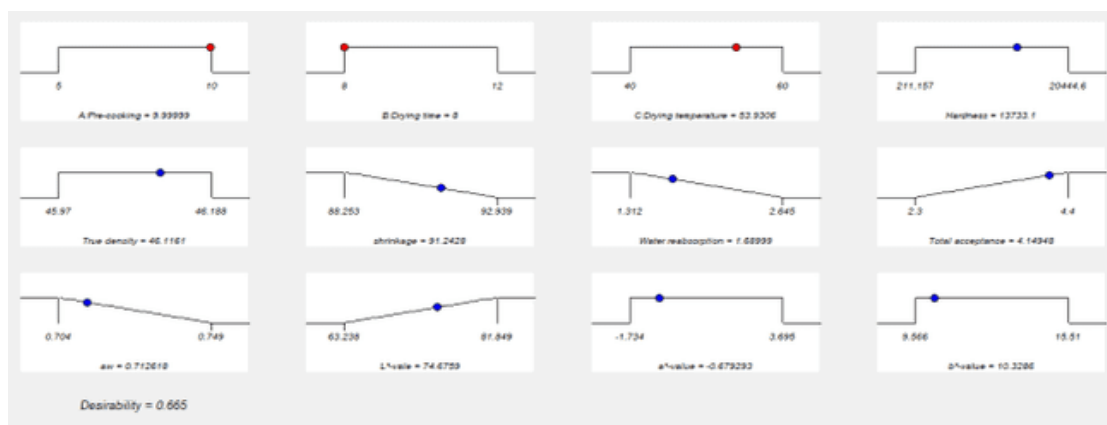 5 10
A:Pre-cooking = 9.99999
8 12
B:Drying time = 8
40 60
C:Drying temperature = 53.9306
211.157 20444.6
Hardness = 13733.1
45.97 46.188
True density = 46.1161
88.253 92.939
shrinkage = 91.2428
1.312 2.645
Water reabsorption = 1.68999
2.3 4.4
Total acceptance = 4.14948
0.704 0.749
aw = 0.712618
63.238 81.849
L*-vale = 74.6759
-1.734 3.695
a*-value = -0.679293
9.566 15.51
b*-value = 10.3286
Desirability = 0.665